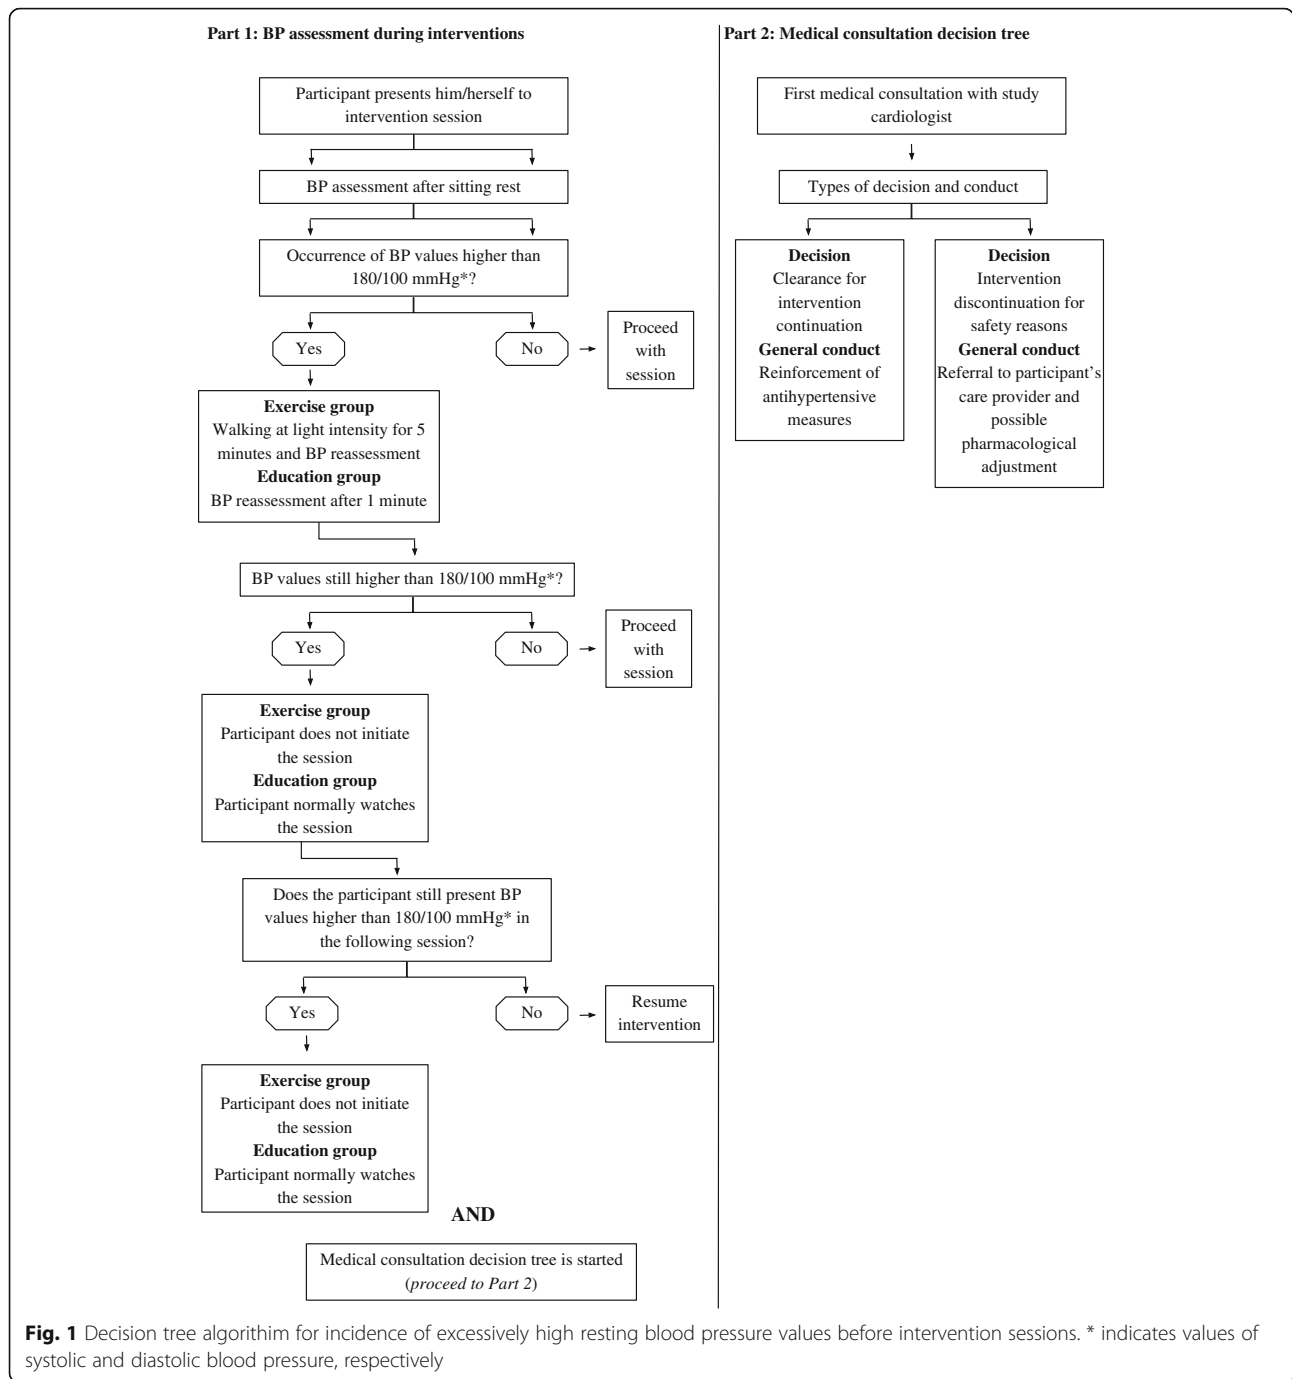 Part 1: BP assessment during interventions
Participant presents him/herself to
intervention session
BP assessment after sitting rest
Occurrence of BP values higher than
180/100 mmHg*?
Yes
No
Proceed
with
session
Exercise group
Walking at light intensity for 5
minutes and BP reassessment
Education group
BP reassessment after 1 minute
BP values still higher than 180/100 mmHg*?
Yes
No
Proceed
with
session
Exercise group
Participant does not initiate
the session
Education group
Participant normally watches
the session
Does the participant still present BP
values higher than 180/100 mmHg* in
the following session?
Yes
No
Resume
intervention
Exercise group
Participant does not initiate
the session
Education group
Participant normally watches
the session
AND
Medical consultation decision tree is started
(proceed to Part 2)
Part 2: Medical consultation decision tree
First medical consultation with study
cardiologist
Types of decision and conduct
Decision
Clearance for
intervention
continuation
General conduct
Reinforcement of
antihypertensive
measures
Decision
Intervention
discontinuation for
safety reasons
General conduct
Referral to participant's
care provider and
possible
pharmacological
adjustment
Fig. 1 Decision tree algorithim for incidence of excessively high resting blood pressure values before intervention sessions. * indicates values of
systolic and diastolic blood pressure, respectively